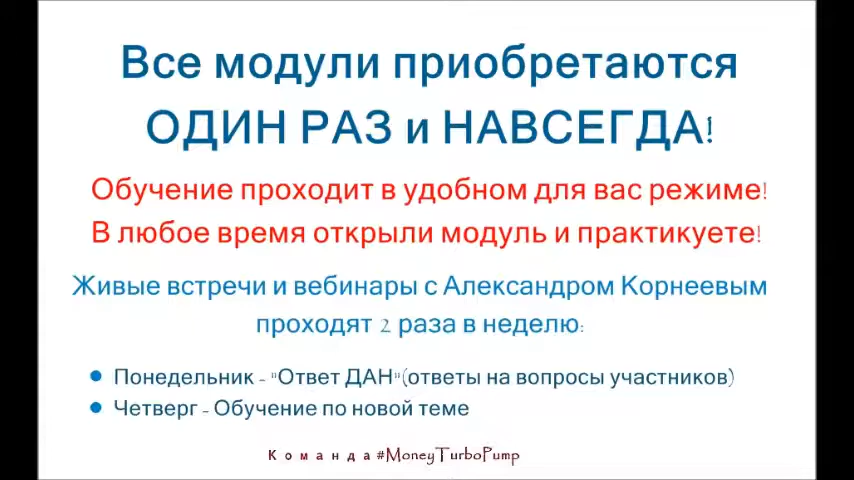 Все модули приобретаются
ОДИН РАЗ и НАВСЕГДА!
Обучение проходит в удобном для вас режиме!
В любое время открыли модуль и практикуете!
Живые встречи и вебинары с Александром Корнеевым
проходят 2 раза в неделю:
• Понедельник - "Ответ ДАН"(ответы на вопросы участников)
• Четверг - Обучение по новой теме
Команда #MoneyTurboPump